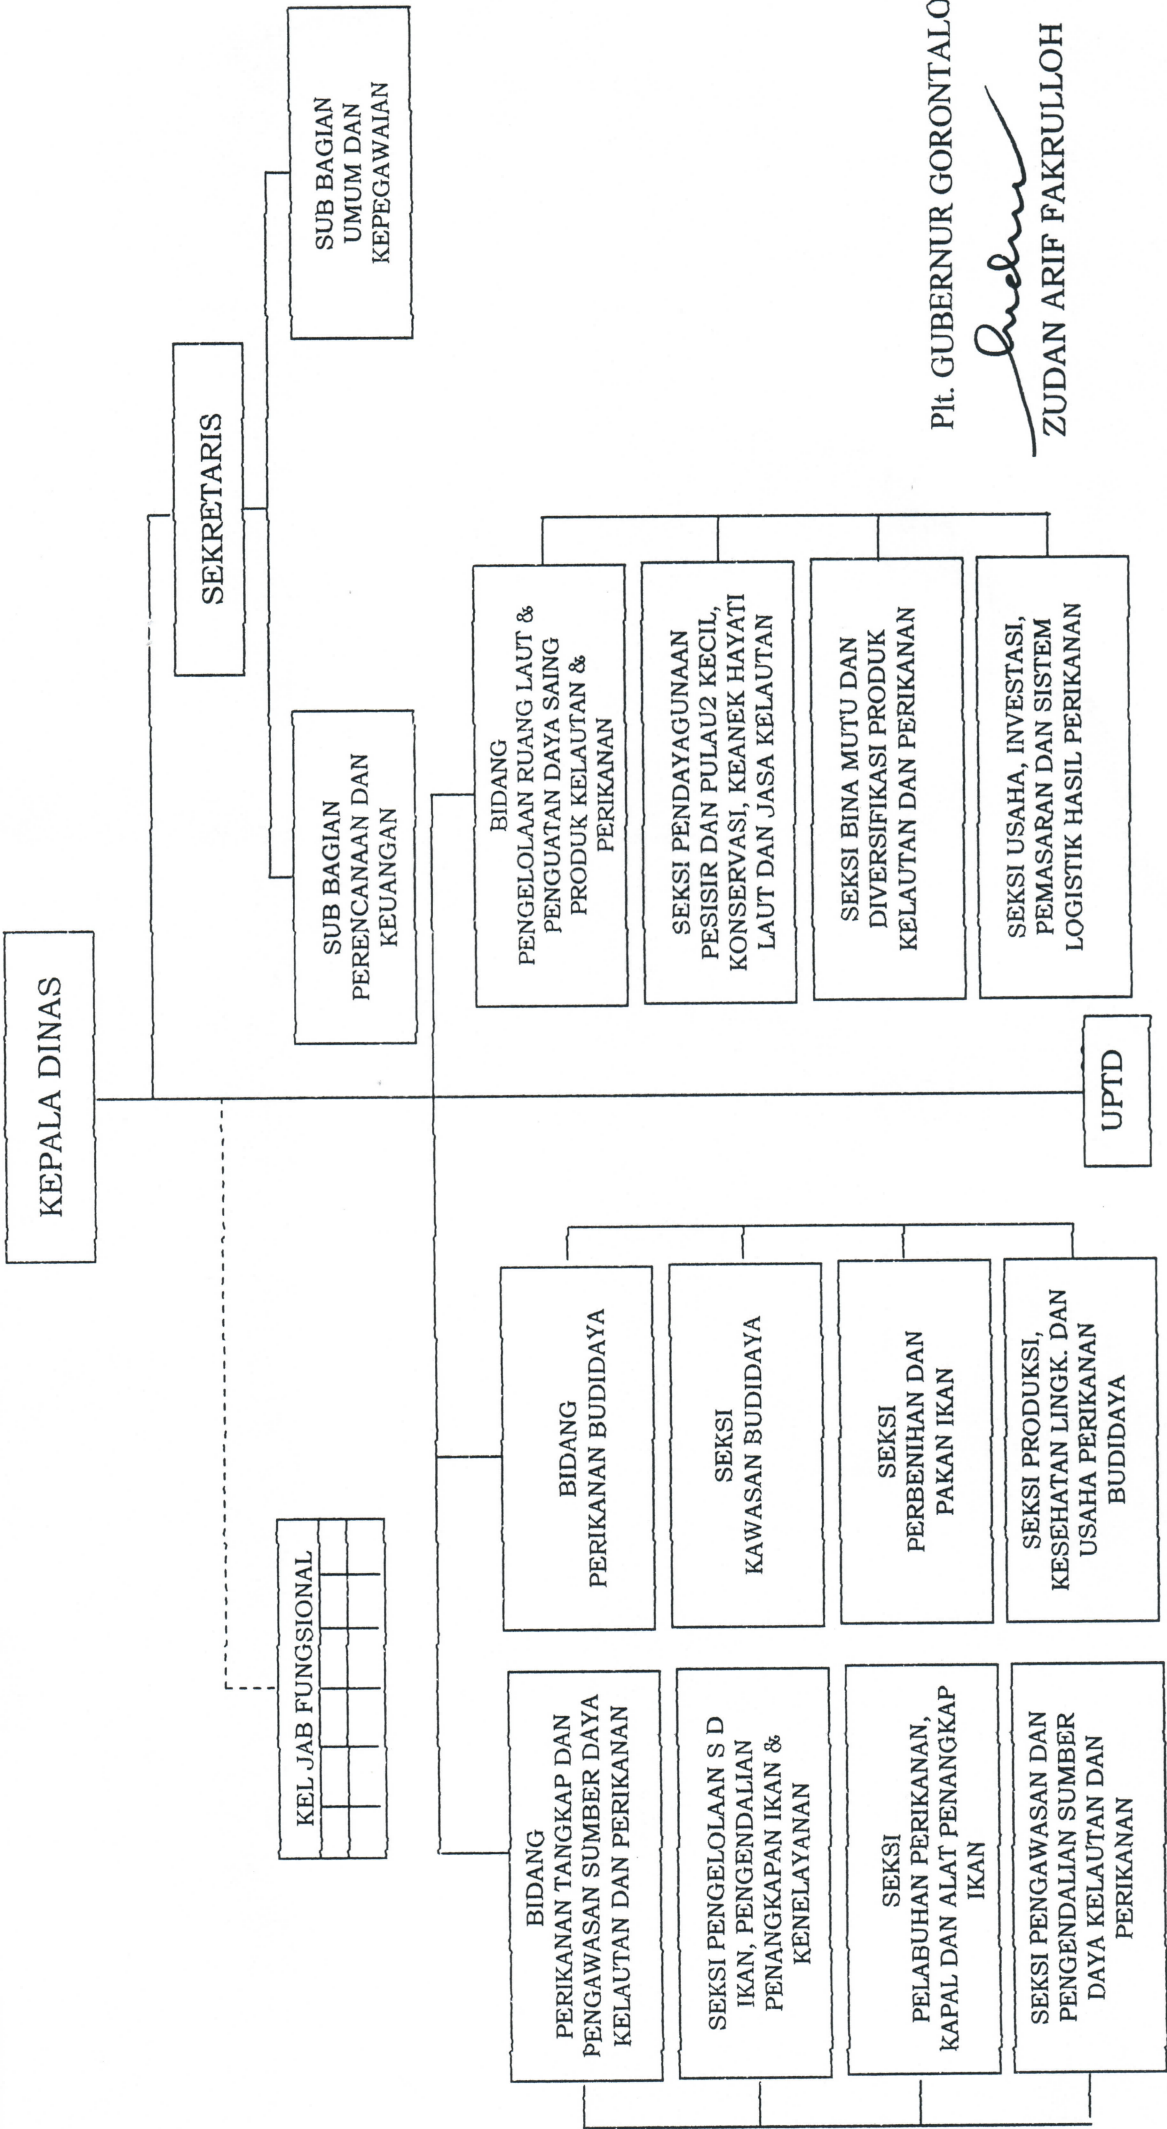 KEPALA DINAS
SEKRETARIS
SUB BAGIAN
PERENCANAAN DAN
KEUANGAN
SUB BAGIAN
UMUM DAN
KEPEGAWAIAN
KEL JAB FUNGSIONAL
BIDANG
PERIKANAN TANGKAP DAN
PENGAWASAN SUMBER DAYA
KELAUTAN DAN PERIKANAN
SEKSI PENGELOLAAN S D
IKAN, PENGENDALIAN
PENANGKAPAN IKAN &
KENELAYANAN
SEKSI
PELABUHAN PERIKANAN,
KAPAL DAN ALAT PENANGKAP
IKAN
SEKSI PENGAWASAN DAN
PENGENDALIAN SUMBER
DAYA KELAUTAN DAN
PERIKANAN
BIDANG
PERIKANAN BUDIDAYA
SEKSI
KAWASAN BUDIDAYA
SEKSI
PERBENIHAN DAN
PAKAN IKAN
SEKSI PRODUKSI,
KESEHATAN LINGK. DAN
USAHA PERIKANAN
BUDIDAYA
BIDANG
PENGELOLAAN RUANG LAUT &
PENGUATAN DAYA SAING
PRODUK KELAUTAN &
PERIKANAN
SEKSI PENDAYAGUNAAN
PESISIR DAN PULAU2 KECIL,
KONSERVASI, KEANEK HAYATI
LAUT DAN JASA KELAUTAN
SEKSI BINA MUTU DAN
DIVERSIFIKASI PRODUK
KELAUTAN DAN PERIKANAN
SEKSI USAHA, INVESTASI,
PEMASARAN DAN SISTEM
LOGISTIK HASIL PERIKANAN
UPTD
Plt. GUBERNUR GORONTALO
ZUDAN ARIF FAKRULLOH